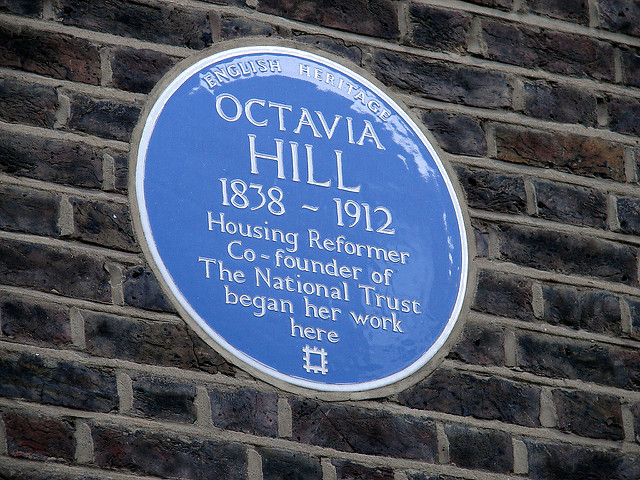 ENGLISH HERITAGE
OCTAVIA
HILL
1838 ~ 1912
Housing Reformer
Co-founder of
The National Trust
began her work
here